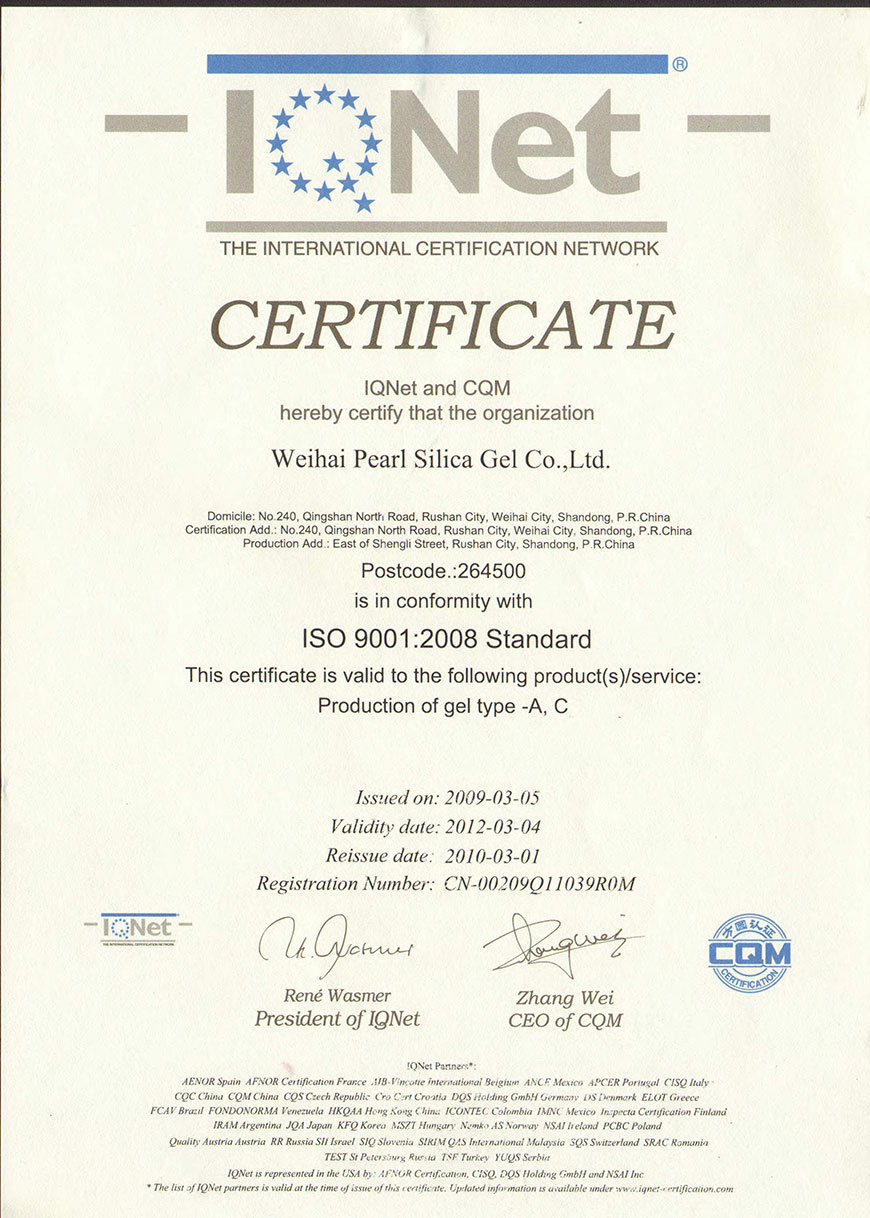 IQNet ®
THE INTERNATIONAL CERTIFICATION NETWORK
CERTIFICATE
IQNet and CQM
hereby certify that the organization
Weihai Pearl Silica Gel Co.,Ltd.
Domicile: No.240, Qingshan North Road, Rushan City, Weihai City, Shandong, P.R.China
Certification Add.: No.240, Qingshan North Road, Rushan City, Weihai City, Shandong, P.R.China
Production Add.: East of Shengli Street, Rushan City, Shandong, P.R.China
Postcode.:264500
is in conformity with
ISO 9001:2008 Standard
This certificate is valid to the following product(s)/service:
Production of gel type -A, C
Issued on: 2009-03-05
Validity date: 2012-03-04
Reissue date: 2010-03-01
Registration Number: CN-00209Q11039R0M
IQNet
THE INTERNATIONAL CERTIFICATION NETWORK
方圆认证
CQM
CERTIFICATION
René Wasmer
President of IQNet
Zhang Wei
CEO of CQM
IQNet Partners*:
AENOR Spain AFNOR Certification France AIB-Vinçotte International Belgium ANCE Mexico APCER Portugal CISQ Italy
CQC China CQM China CQS Czech Republic Cro Cert Croatia DQS Holding GmbH Germany DS Denmark ELOT Greece
FCAV Brazil FONDONORMA Venezuela HKQAA Hong Kong China ICONTEC Colombia IMNC Mexico Inspecta Certification Finland
IRAM Argentina JQA Japan KFQ Korea MSZT Hungary Nemko AS Norway NSAI Ireland PCBC Poland
Quality Austria Austria RR Russia SII Israel SIQ Slovenia SIRIM QAS International Malaysia SQS Switzerland SRAC Romania
TEST St Petersburg Russia TSE Turkey YUQS Serbia
IQNet is represented in the USA by: AFNOR Certification, CISQ, DQS Holding GmbH and NSAI Inc.
* The list of IQNet partners is valid at the time of issue of this certificate. Updated information is available under www.iqnet-certification.com